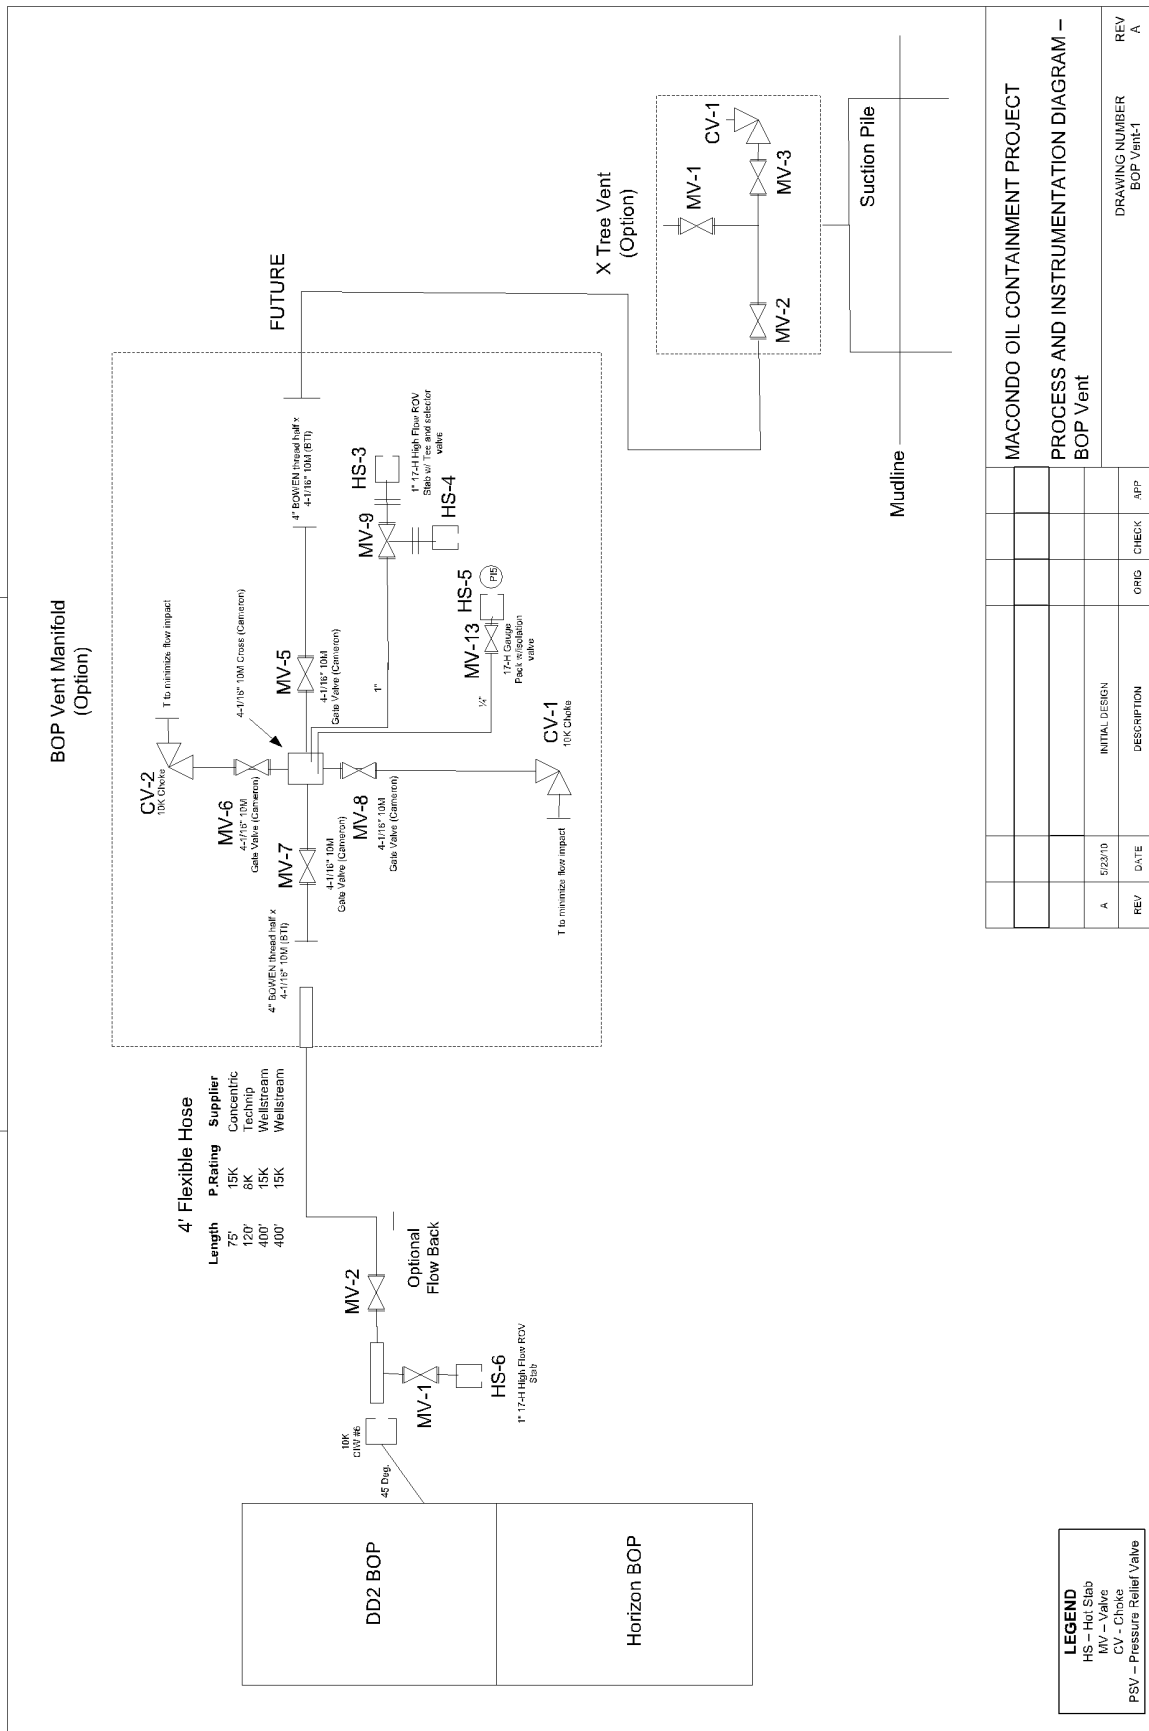 BOP Vent Manifold
(Option)
CV-2
10K Choke
T to minimize flow impact
MV-6
4-1/16" 10M
Gate Valve (Cameron)
4-1/16" 10M Cross (Cameron)
MV-7
4-1/16" 10M
Gate Valve (Cameron)
MV-8
4-1/16" 10M
Gate Valve (Cameron)
MV-5
4-1/16" 10M
Gate Valve (Cameron)
4" BOWEN thread half x
4-1/16" 10M (BTI)
4" BOWEN thread half x
4-1/16" 10M (BTI)
1"
¼"
MV-9
HS-3
1" 17-H High Flow ROV
Stab w/ Tee and selector
valve
HS-4
MV-13
HS-5
PI5
17-H Gauge
Pack w/isolation
valve
CV-1
10K Choke
T to minimize flow impact
FUTURE
X Tree Vent
(Option)
MV-1
CV-1
MV-2
MV-3
Suction Pile
Mudline
4' Flexible Hose
Length P.Rating Supplier
75' 15K Concentric
120' 8K Technip
400' 15K Wellstream
400' 15K Wellstream
MV-2
Optional
Flow Back
MV-1
HS-6
1" 17-H High Flow ROV
Stab
10K
CIW #6
45 Deg.
DD2 BOP
Horizon BOP
LEGEND
HS – Hot Stab
MV – Valve
CV - Choke
PSV – Pressure Relief Valve
A 5/23/10 INITIAL DESIGN
REV DATE DESCRIPTION ORIG CHECK APP
MACONDO OIL CONTAINMENT PROJECT
PROCESS AND INSTRUMENTATION DIAGRAM –
BOP Vent
DRAWING NUMBER
BOP Vent-1
REV
A